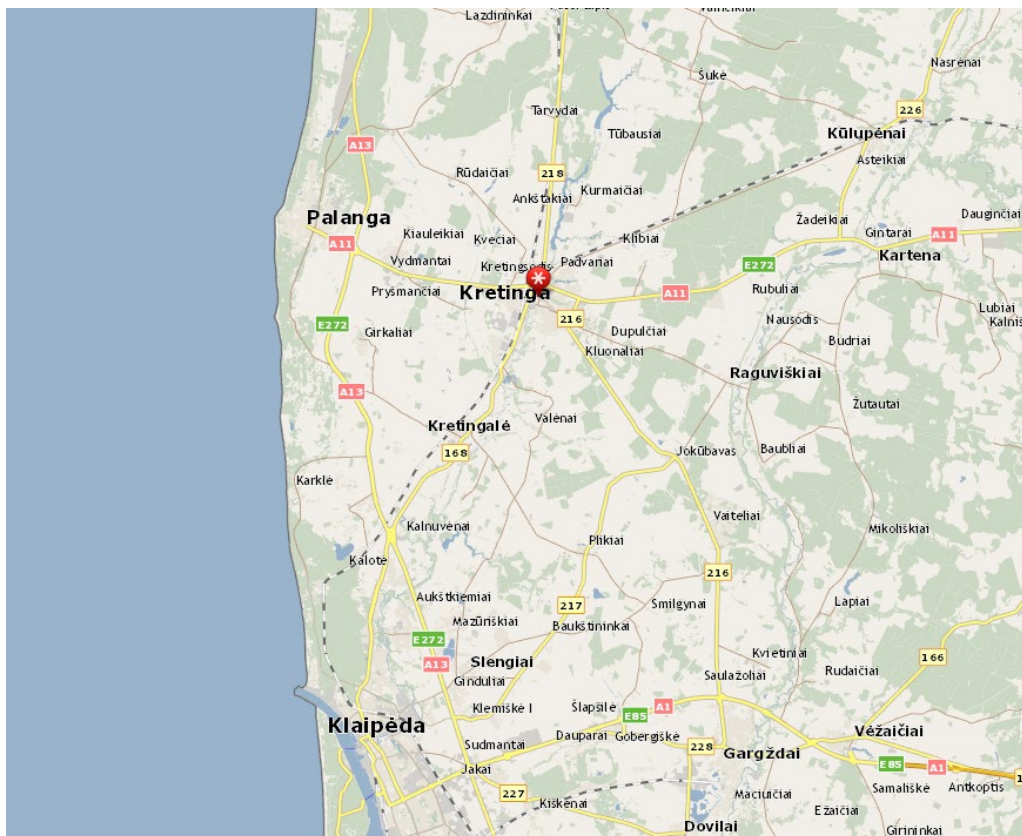 Lazdininkai
Šukė
Nasrėnai
Tarvydai
226
Tūbausiai
Kūlupėnai
A13
Asteikiai
Rūdaičiai
218
Kurmaičiai
Ankštakiai
Palanga
Žadeikiai
Dauginčiai
Kiauleikiai
Kveciai
Klibiai
Gintarai
A11
A11
Kartena
Vydmantai
Kretingsodis
Padvariai
E272
Kretinga
Pryšmančiai
A11
Rubuliai
Lubiai
E272
Girkaliai
216
Dupulčiai
Nausodis
Kluonaliai
Budriai
Raguviškiai
A13
Žutautai
Kretingalė
Valėnai
168
Jokūbavas
Baubliai
Karklė
Vaiteliai
Kalnuvėnai
Mikoliškiai
Plikiai
Kalotė
216
Aukštkiemiai
217
Smilgynai
Lapiai
Mazūriškiai
Baukštininkai
E272
Kvietiniai
166
A13
Slengiai
Saulažoliai
Rudaičiai
Ginduliai
Klemiškė I
Šlapšilė
A1
E85
Klaipėda
Dauparai
Gobergiškė
Vėžaičiai
Sudmantai
228
Gargždai
Jakai
E85
A1
227
Maciuičiai
Samališkė
Antkoptis
Kiškėnai
Ežaičiai
Dovilai
Girininkai